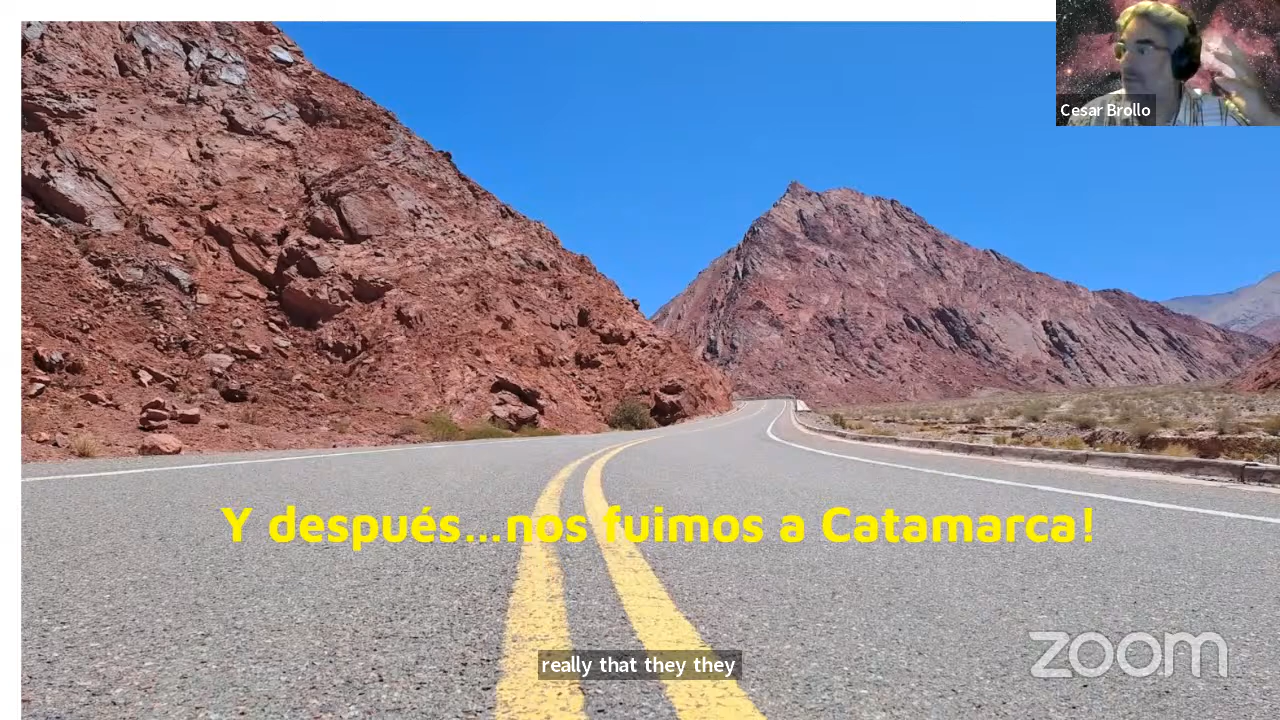 Cesar Brollo
Y después...nos fuimos a Catamarca!
really that they they
zoom